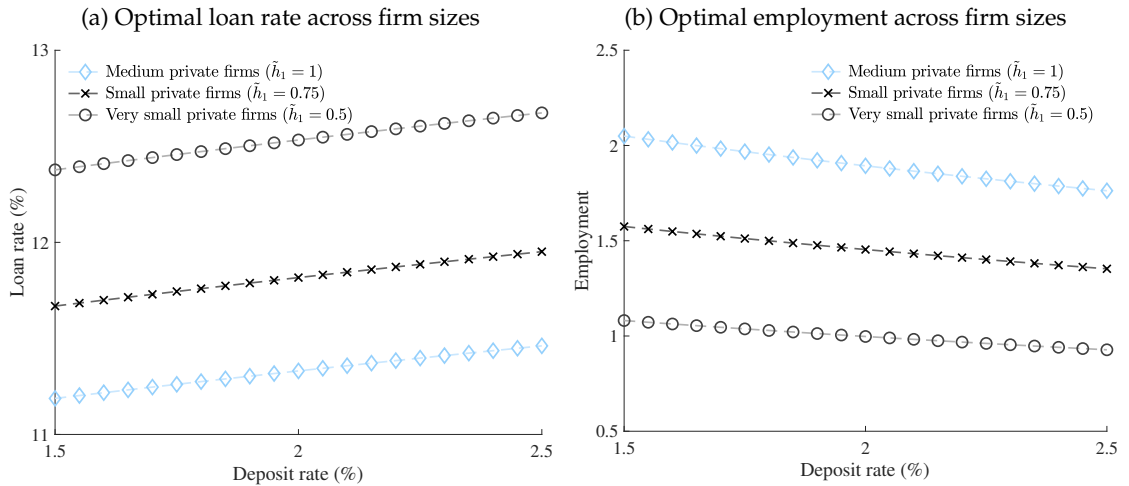 (a) Optimal loan rate across firm sizes
13
12
11
Loan rate (%)
Medium private firms (h̃₁ = 1)
Small private firms (h̃₁ = 0.75)
Very small private firms (h̃₁ = 0.5)
1.5 2 2.5
Deposit rate (%)
(b) Optimal employment across firm sizes
2.5
2
1.5
1
0.5
Employment
Medium private firms (h̃₁ = 1)
Small private firms (h̃₁ = 0.75)
Very small private firms (h̃₁ = 0.5)
1.5 2 2.5
Deposit rate (%)